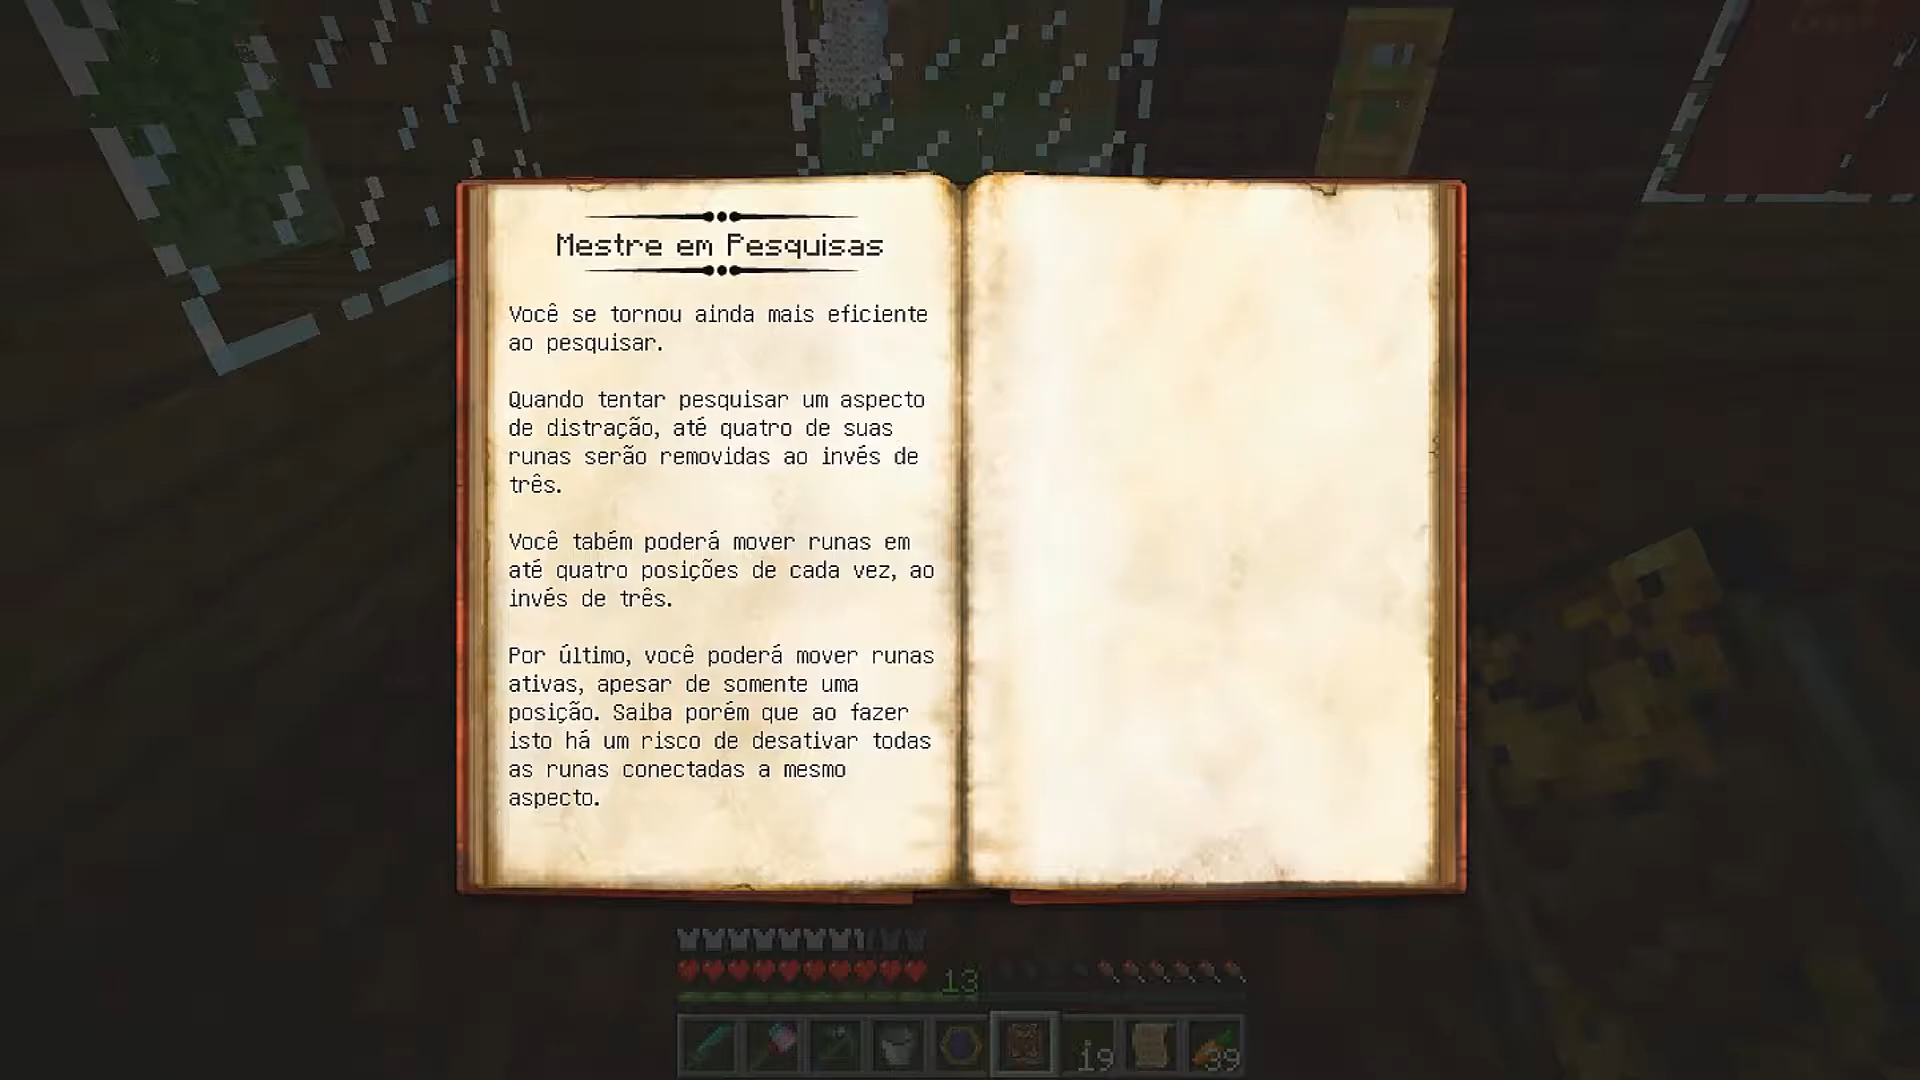 Mestre em Pesquisas
Você se tornou ainda mais eficiente
ao pesquisar.
Quando tentar pesquisar um aspecto
de distração, até quatro de suas
runas serão removidas ao invés de
três.
Você tabém poderá mover runas em
até quatro posições de cada vez, ao
invés de três.
Por último, você poderá mover runas
ativas, apesar de somente uma
posição. Saiba porém que ao fazer
isto há um risco de desativar todas
as runas conectadas a mesmo
aspecto.
13
19
39